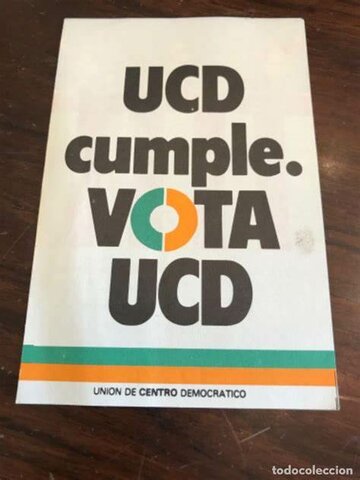 UCD
cumple.
VOTA
UCD
UNION DE CENTRO DEMOCRATICO
todocoleccion